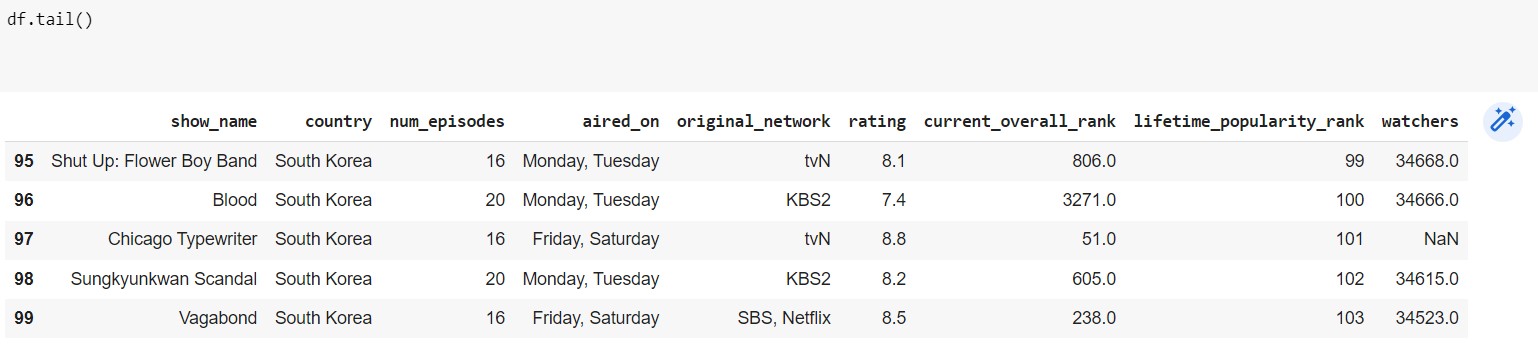 df.tail()
show_name country num_episodes aired_on original_network rating current_overall_rank lifetime_popularity_rank watchers
95 Shut Up: Flower Boy Band South Korea 16 Monday, Tuesday tvN 8.1 806.0 99 34668.0
96 Blood South Korea 20 Monday, Tuesday KBS2 7.4 3271.0 100 34666.0
97 Chicago Typewriter South Korea 16 Friday, Saturday tvN 8.8 51.0 101 NaN
98 Sungkyunkwan Scandal South Korea 20 Monday, Tuesday KBS2 8.2 605.0 102 34615.0
99 Vagabond South Korea 16 Friday, Saturday SBS, Netflix 8.5 238.0 103 34523.0